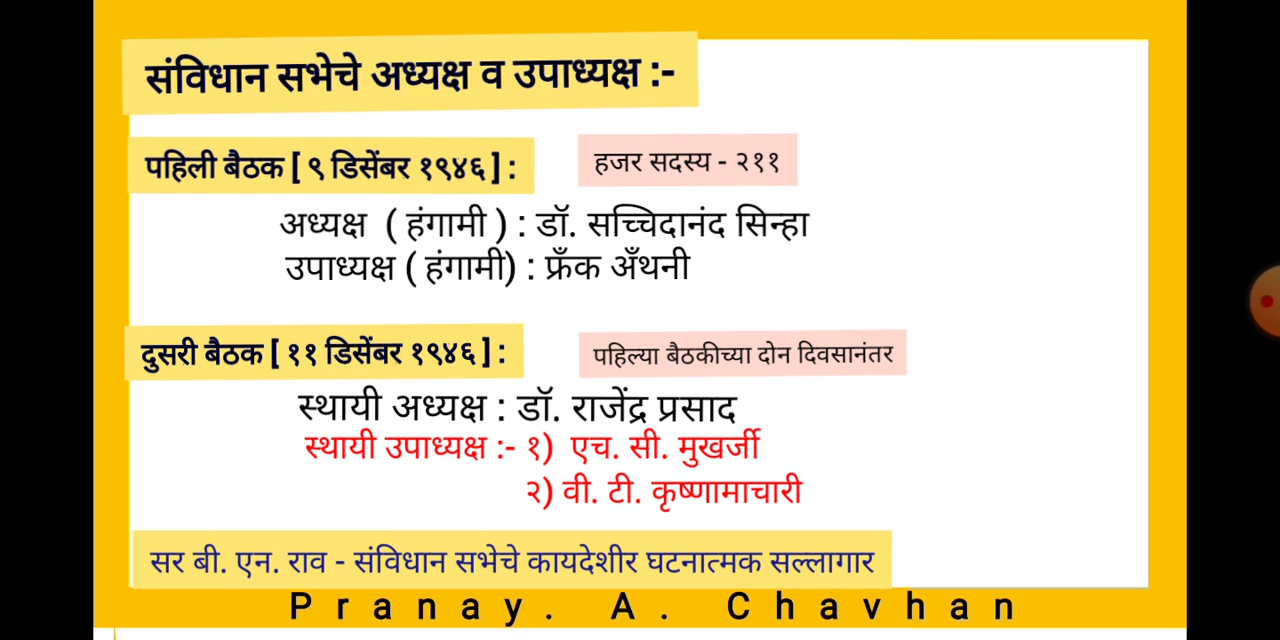 संविधान सभेचे अध्यक्ष व उपाध्यक्ष :-
पहिली बैठक [ ९ डिसेंबर १९४६ ] :
हजर सदस्य - २११
अध्यक्ष ( हंगामी ) : डॉ. सच्चिदानंद सिन्हा
उपाध्यक्ष ( हंगामी) : फ्रँक अँथनी
दुसरी बैठक [ ११ डिसेंबर १९४६ ] :
पहिल्या बैठकीच्या दोन दिवसानंतर
स्थायी अध्यक्ष : डॉ. राजेंद्र प्रसाद
स्थायी उपाध्यक्ष :- १) एच. सी. मुखर्जी
२) वी. टी. कृष्णामाचारी
सर बी. एन. राव - संविधान सभेचे कायदेशीर घटनात्मक सल्लागार
Pranay. A. Chavhan